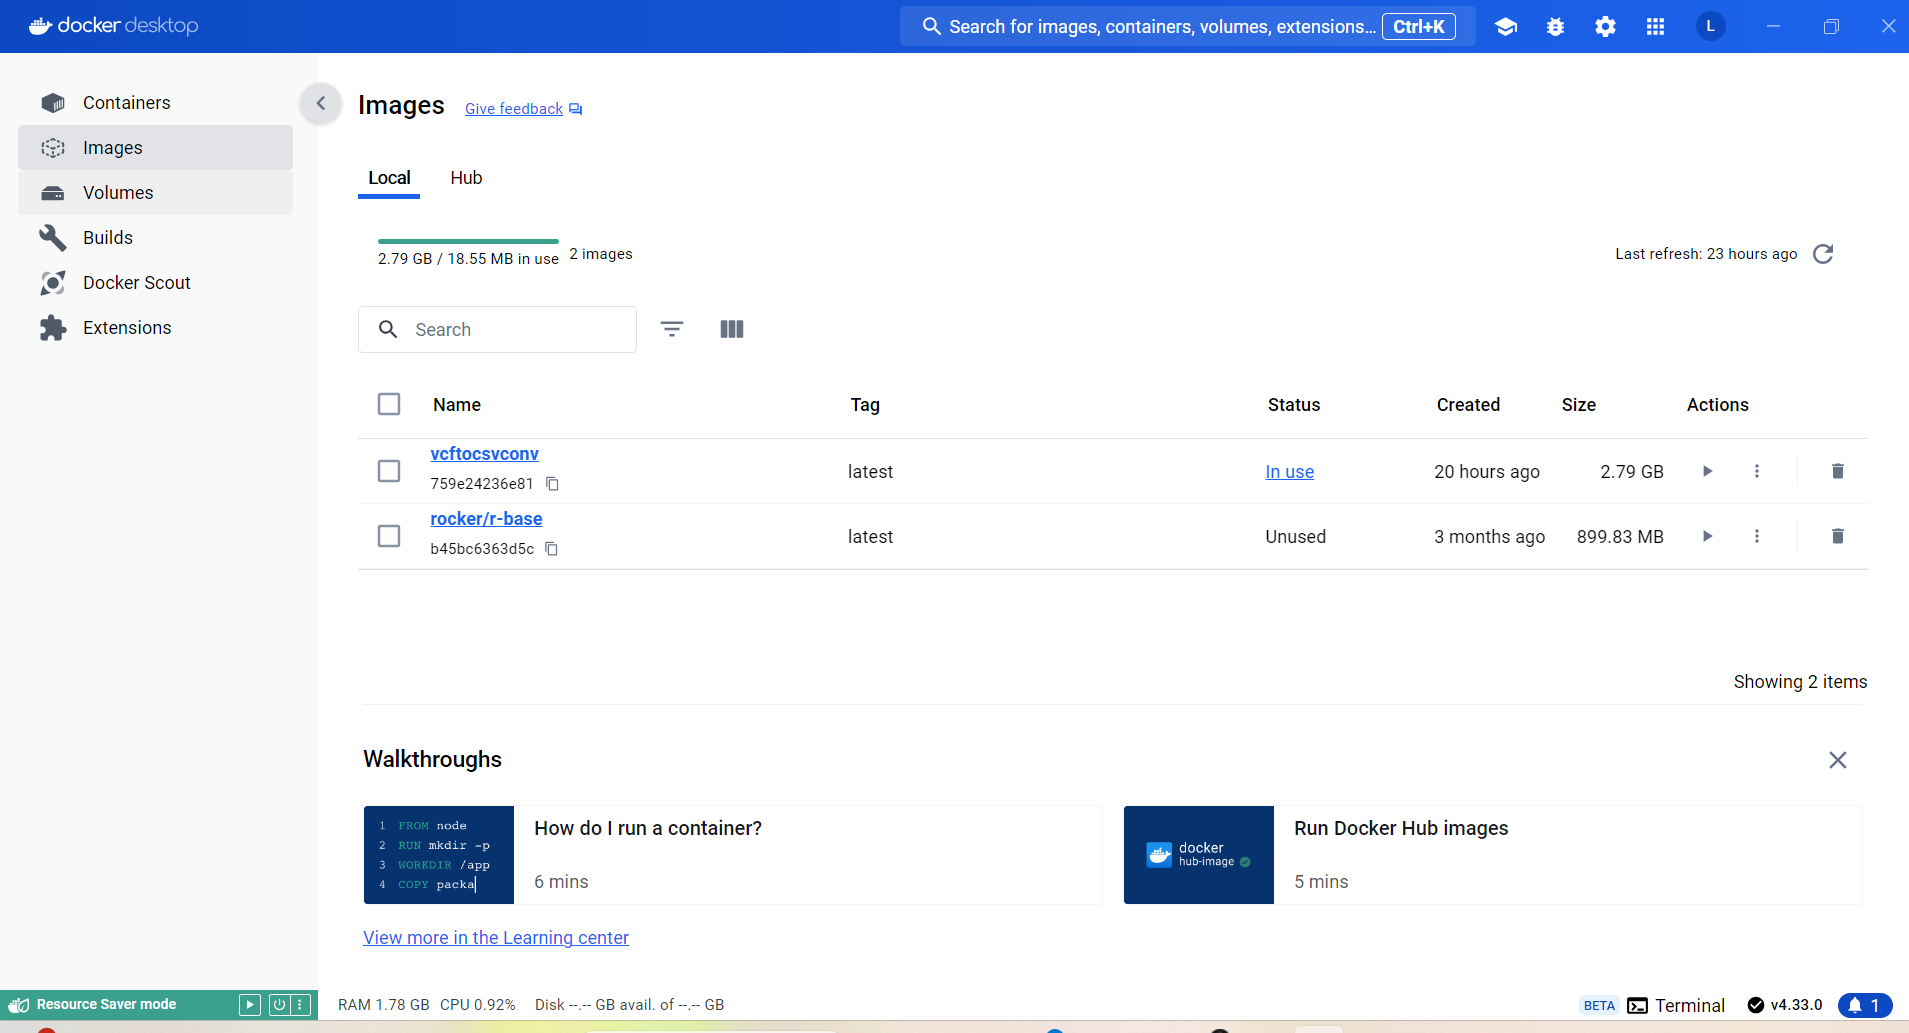 docker desktop
Search for images, containers, volumes, extensions... Ctrl+K
L
Containers
Images
Volumes
Builds
Docker Scout
Extensions
Images Give feedback
Local Hub
2.79 GB / 18.55 MB in use 2 images
Last refresh: 23 hours ago
Search
Name Tag Status Created Size Actions
vcftocsvconv
759e24236e81
latest In use 20 hours ago 2.79 GB
rocker/r-base
b45bc6363d5c
latest Unused 3 months ago 899.83 MB
Showing 2 items
Walkthroughs
1 FROM node
2 RUN mkdir -p
3 WORKDIR /app
4 COPY packa
How do I run a container?
6 mins
docker
hub-image
Run Docker Hub images
5 mins
View more in the Learning center
Resource Saver mode
RAM 1.78 GB CPU 0.92% Disk --.-- GB avail. of --.-- GB
BETA Terminal v4.33.0 1